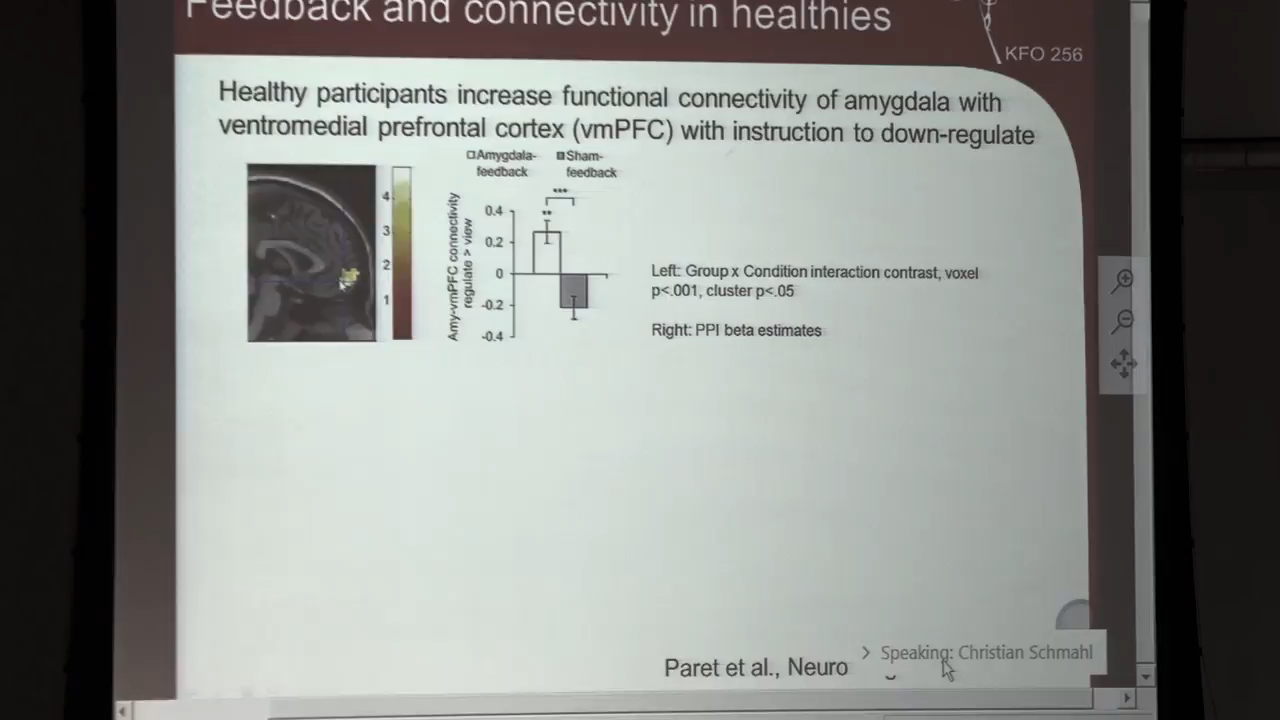 Feedback and connectivity in healthies
KFO 256
Healthy participants increase functional connectivity of amygdala with
ventromedial prefrontal cortex (vmPFC) with instruction to down-regulate
Amygdala-
feedback
Sham-
feedback
4
3
2
1
Amy-vmPFC connectivity
regulate > view
***
**
0.4
0.2
0
-0.2
-0.4
Left: Group x Condition interaction contrast, voxel
p<.001, cluster p<.05
Right: PPI beta estimates
Paret et al., Neuro
> Speaking: Christian Schmahl